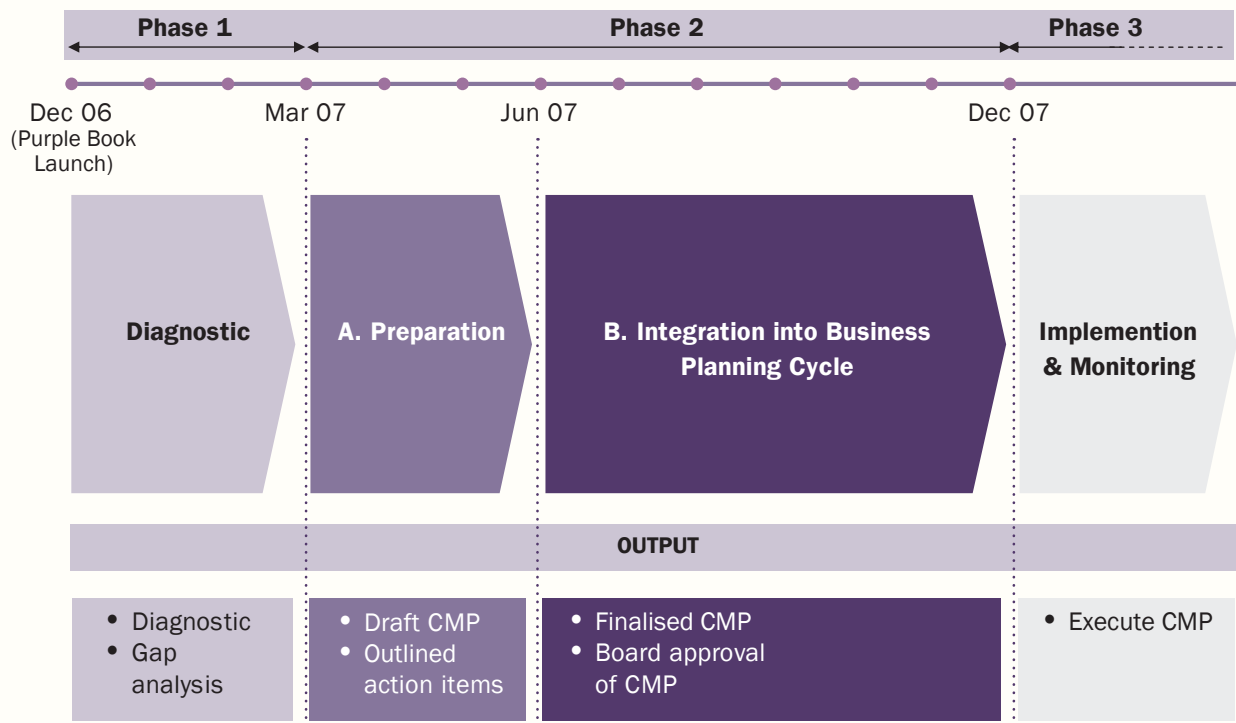 Phase 1
Phase 2
Phase 3
Dec 06
(Purple Book
Launch)
Mar 07
Jun 07
Dec 07
Diagnostic
A. Preparation
B. Integration into Business
Planning Cycle
Implemention
& Monitoring
OUTPUT
• Diagnostic
• Gap
analysis
• Draft CMP
• Outlined
action items
• Finalised CMP
• Board approval
of CMP
• Execute CMP